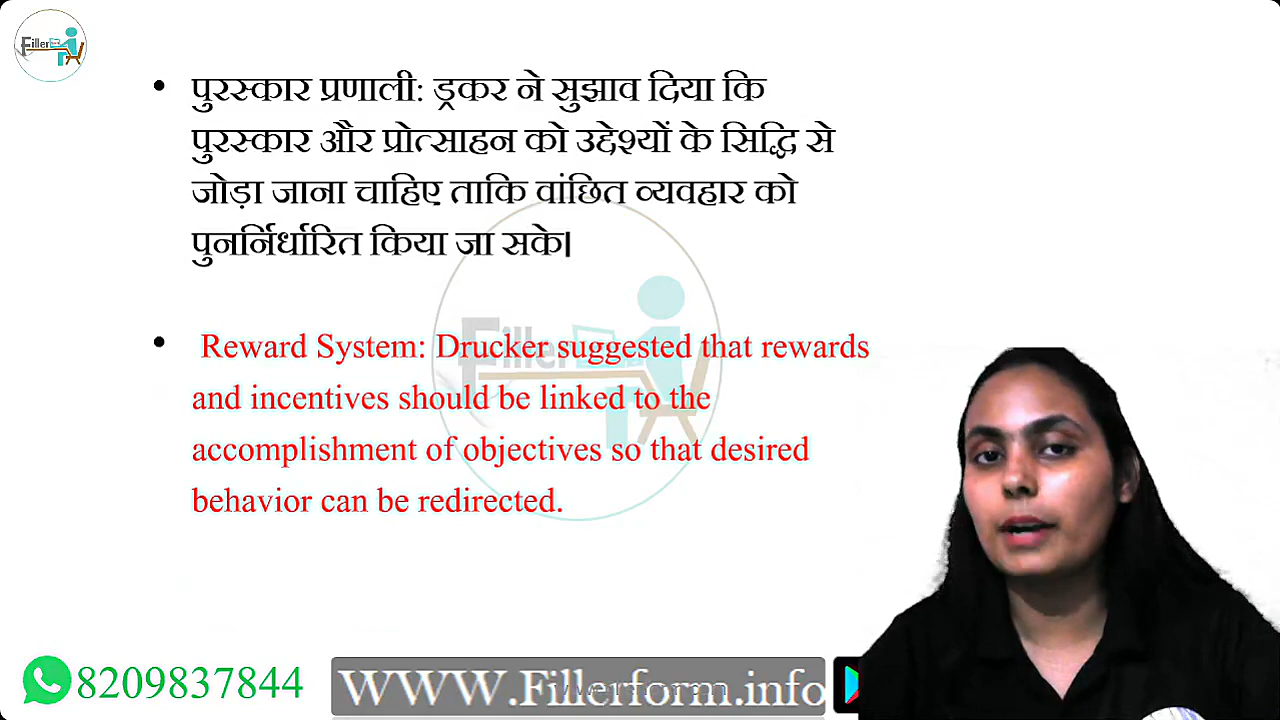 Filler
• पुरस्कार प्रणाली: ड्रकर ने सुझाव दिया कि
पुरस्कार और प्रोत्साहन को उद्देश्यों के सिद्धि से
जोड़ा जाना चाहिए ताकि वांछित व्यवहार को
पुनर्निर्धारित किया जा सके।
• Reward System: Drucker suggested that rewards
and incentives should be linked to the
accomplishment of objectives so that desired
behavior can be redirected.
Filler
8209837844
WWW.Fillerform.info